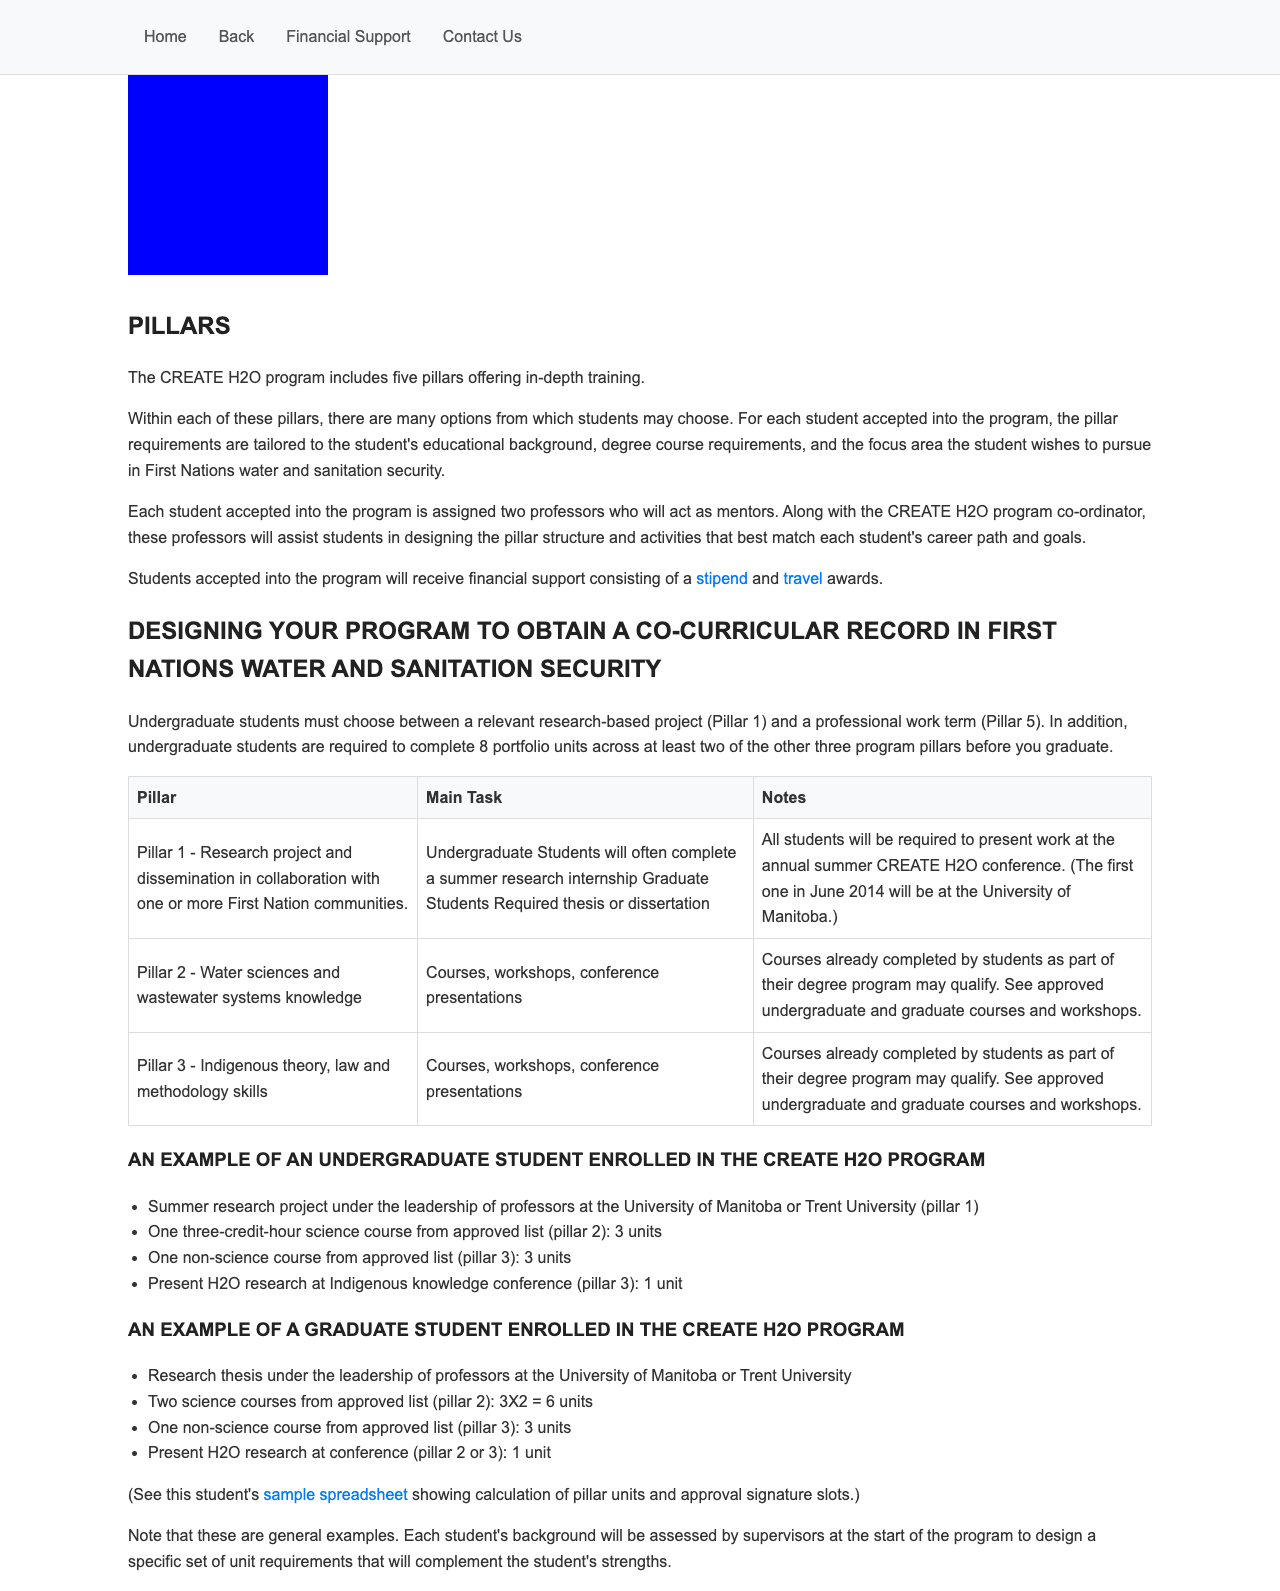 Home Back Financial Support Contact Us
PILLARS
The CREATE H2O program includes five pillars offering in-depth training.
Within each of these pillars, there are many options from which students may choose. For each student accepted into the program, the pillar
requirements are tailored to the student's educational background, degree course requirements, and the focus area the student wishes to pursue
in First Nations water and sanitation security.
Each student accepted into the program is assigned two professors who will act as mentors. Along with the CREATE H2O program co-ordinator,
these professors will assist students in designing the pillar structure and activities that best match each student's career path and goals.
Students accepted into the program will receive financial support consisting of a stipend and travel awards.
DESIGNING YOUR PROGRAM TO OBTAIN A CO-CURRICULAR RECORD IN FIRST
NATIONS WATER AND SANITATION SECURITY
Undergraduate students must choose between a relevant research-based project (Pillar 1) and a professional work term (Pillar 5). In addition,
undergraduate students are required to complete 8 portfolio units across at least two of the other three program pillars before you graduate.
Pillar Main Task Notes
Pillar 1 - Research project and
dissemination in collaboration with
one or more First Nation communities.
Undergraduate Students will often complete
a summer research internship Graduate
Students Required thesis or dissertation
All students will be required to present work at the
annual summer CREATE H2O conference. (The first
one in June 2014 will be at the University of
Manitoba.)
Pillar 2 - Water sciences and
wastewater systems knowledge
Courses, workshops, conference
presentations
Courses already completed by students as part of
their degree program may qualify. See approved
undergraduate and graduate courses and workshops.
Pillar 3 - Indigenous theory, law and
methodology skills
Courses, workshops, conference
presentations
Courses already completed by students as part of
their degree program may qualify. See approved
undergraduate and graduate courses and workshops.
AN EXAMPLE OF AN UNDERGRADUATE STUDENT ENROLLED IN THE CREATE H2O PROGRAM
• Summer research project under the leadership of professors at the University of Manitoba or Trent University (pillar 1)
• One three-credit-hour science course from approved list (pillar 2): 3 units
• One non-science course from approved list (pillar 3): 3 units
• Present H2O research at Indigenous knowledge conference (pillar 3): 1 unit
AN EXAMPLE OF A GRADUATE STUDENT ENROLLED IN THE CREATE H2O PROGRAM
• Research thesis under the leadership of professors at the University of Manitoba or Trent University
• Two science courses from approved list (pillar 2): 3X2 = 6 units
• One non-science course from approved list (pillar 3): 3 units
• Present H2O research at conference (pillar 2 or 3): 1 unit
(See this student's sample spreadsheet showing calculation of pillar units and approval signature slots.)
Note that these are general examples. Each student's background will be assessed by supervisors at the start of the program to design a
specific set of unit requirements that will complement the student's strengths.